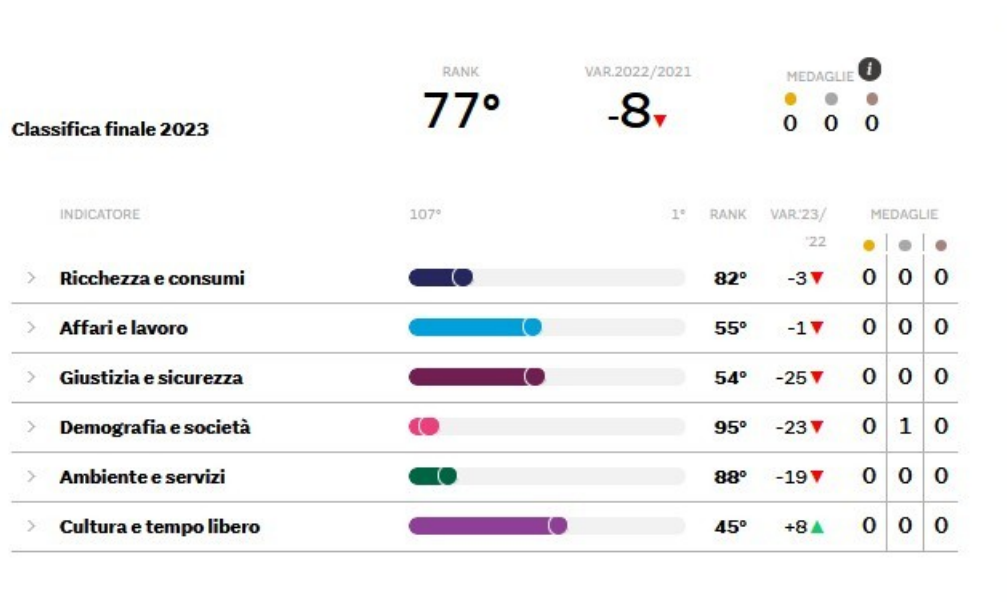 RANK VAR.2022/2021 MEDAGLIE i
Classifica finale 2023 77° -8▼ 0 0 0
INDICATORE 107° 1° RANK VAR.'23/ MEDAGLIE
'22
Ricchezza e consumi 82° -3▼ 0 0 0
Affari e lavoro 55° -1▼ 0 0 0
Giustizia e sicurezza 54° -25▼ 0 0 0
Demografia e società 95° -23▼ 0 1 0
Ambiente e servizi 88° -19▼ 0 0 0
Cultura e tempo libero 45° +8▲ 0 0 0